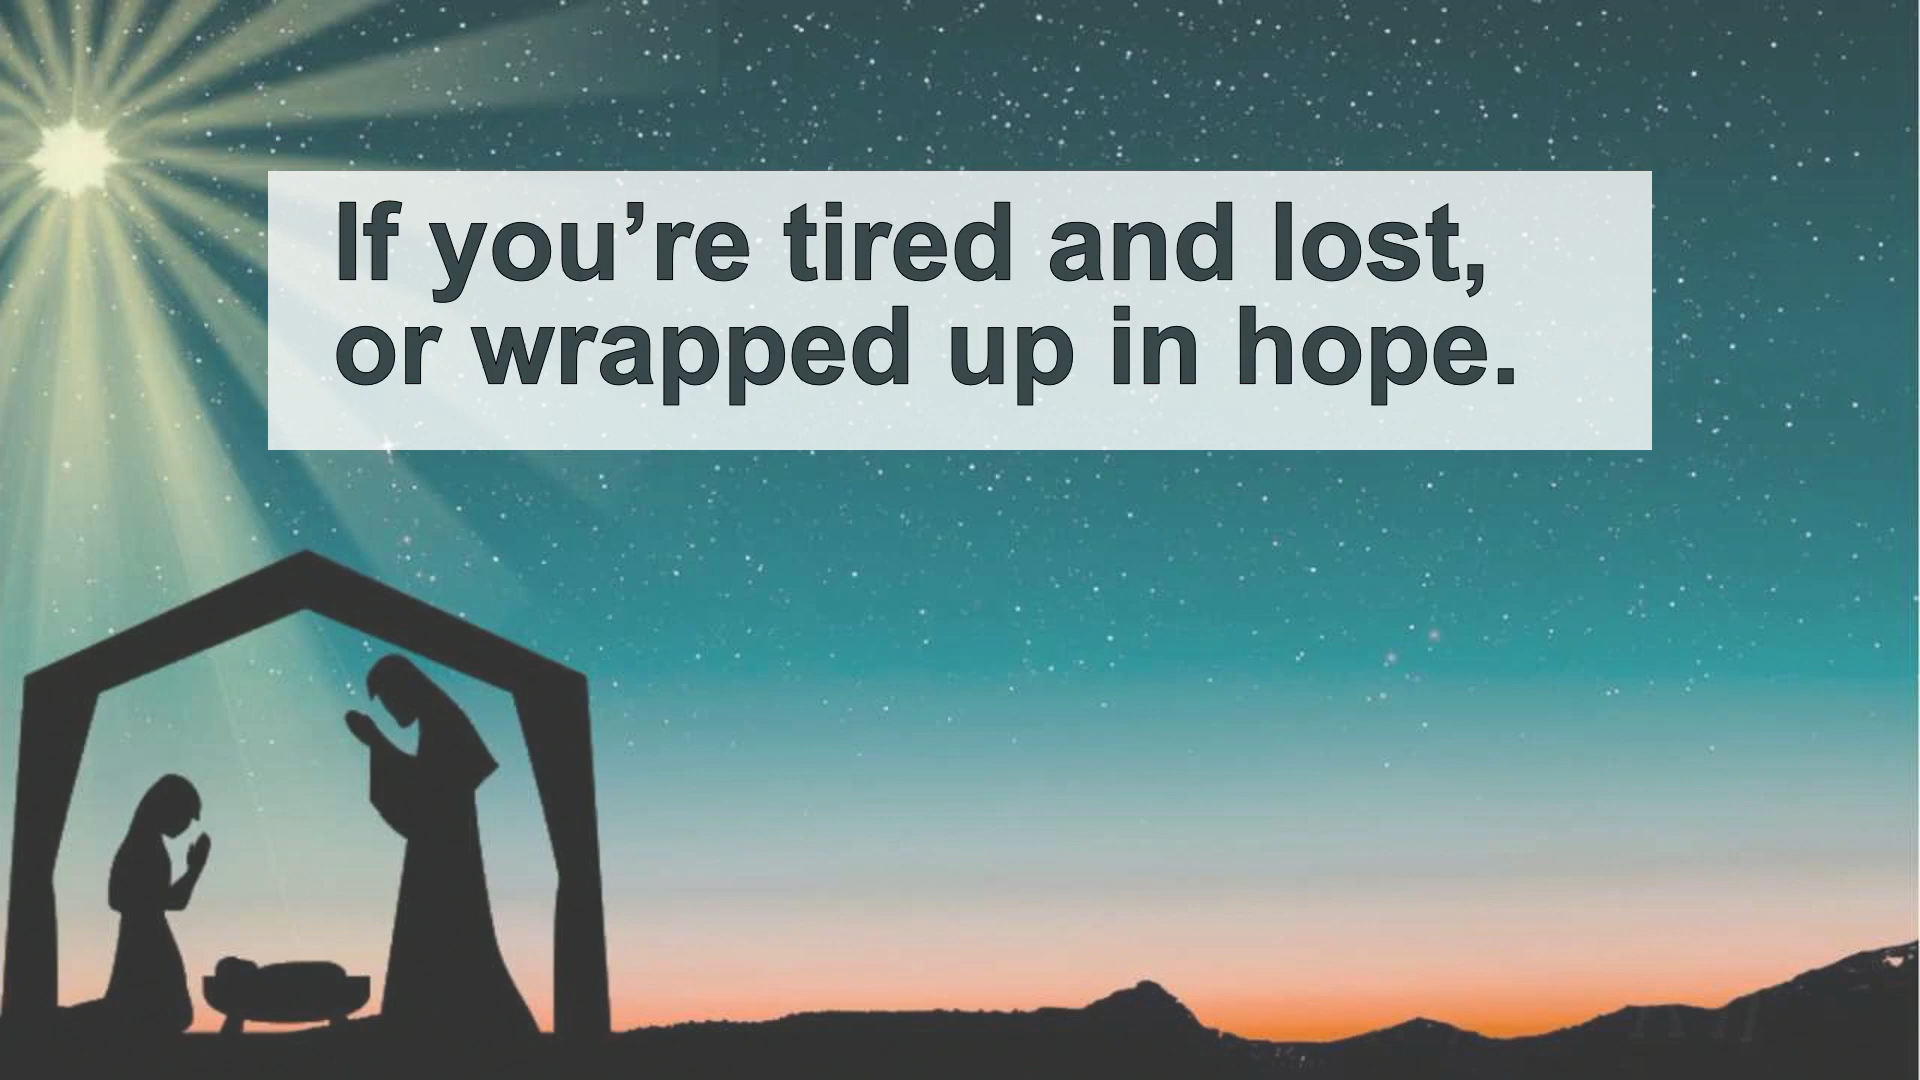 If you’re tired and lost,
or wrapped up in hope.